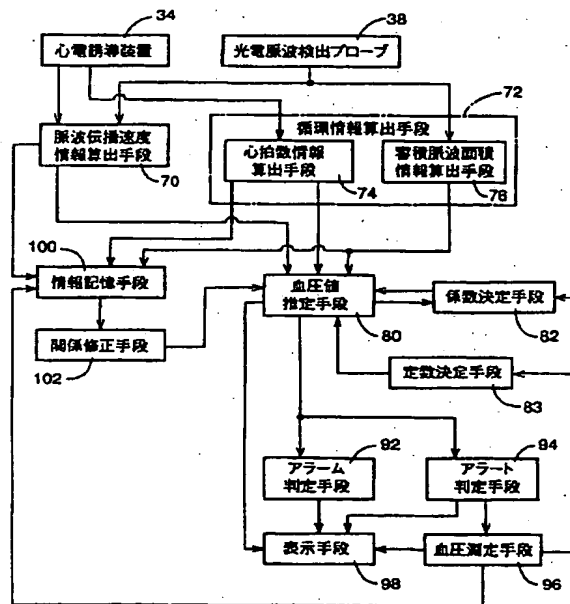 34
38
心電誘導装置
光電脈波検出プローブ
72
循環情報算出手段
脈波伝播速度
情報算出手段
70
心拍数情報
算出手段
74
容積脈波面積
情報算出手段
76
100
情報記憶手段
血圧値
推定手段
80
係数決定手段
82
関係修正手段
102
定数決定手段
83
92
アラーム
判定手段
94
アラート
判定手段
表示手段
98
血圧測定手段
96